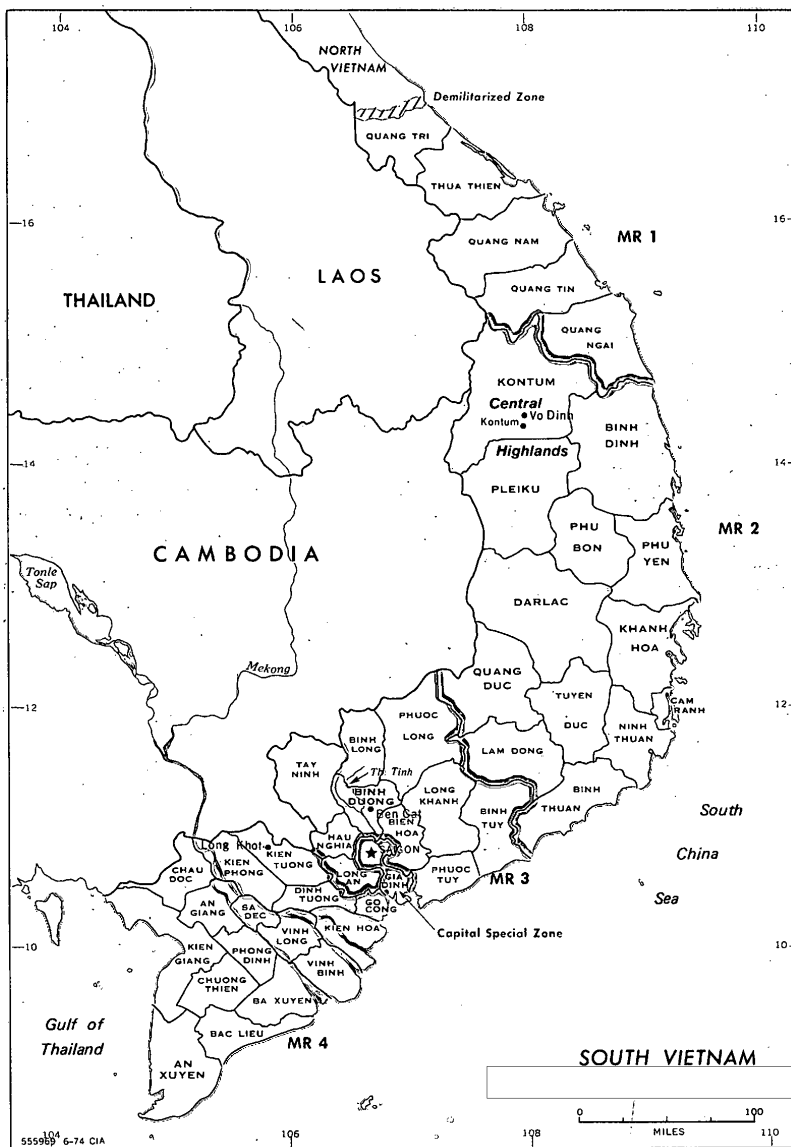 104
106
108
110
NORTH
VIETNAM
Demilitarized Zone
QUANG TRI
THUA THIEN
16
16
MR 1
QUANG NAM
LAOS
THAILAND
QUANG TIN
QUANG
NGAI
KONTUM
Central
Vo Dinh
Kontum
BINH
DINH
Highlands
14
14
PLEIKU
MR 2
PHU
BON
PHU
YEN
CAMBODIA
Tonle
Sap
DARLAC
KHANH
HOA
Mekong
QUANG
DUC
TUYEN
DUC
CAM
RANH
12
12
PHUOC
LONG
NINH
THUAN
BINH
LONG
LAM DONG
TAY
NINH
Th. Tinh
BINH
DUONG
LONG
KHANH
BINH
THUAN
Ben Cat
BIEN
HOA
BINH
TUY
South
China
Sea
HAU
NGHIA
SAIGON
Long Khot
KIEN
TUONG
KIEN
PHONG
CHAU
DOC
LONG
AN
GIA
DINH
PHUOC
TUY
MR 3
DINH
TUONG
GO
CONG
AN
GIANG
SA
DEC
Capital Special Zone
KIEN HOA
VINH
LONG
10
10
KIEN
GIANG
PHONG
DINH
VINH
BINH
CHUONG
THIEN
BA XUYEN
Gulf of
Thailand
BAC LIEU
MR 4
AN
XUYEN
SOUTH VIETNAM
0
100
MILES
555969 6-74 CIA
104
106
108
110